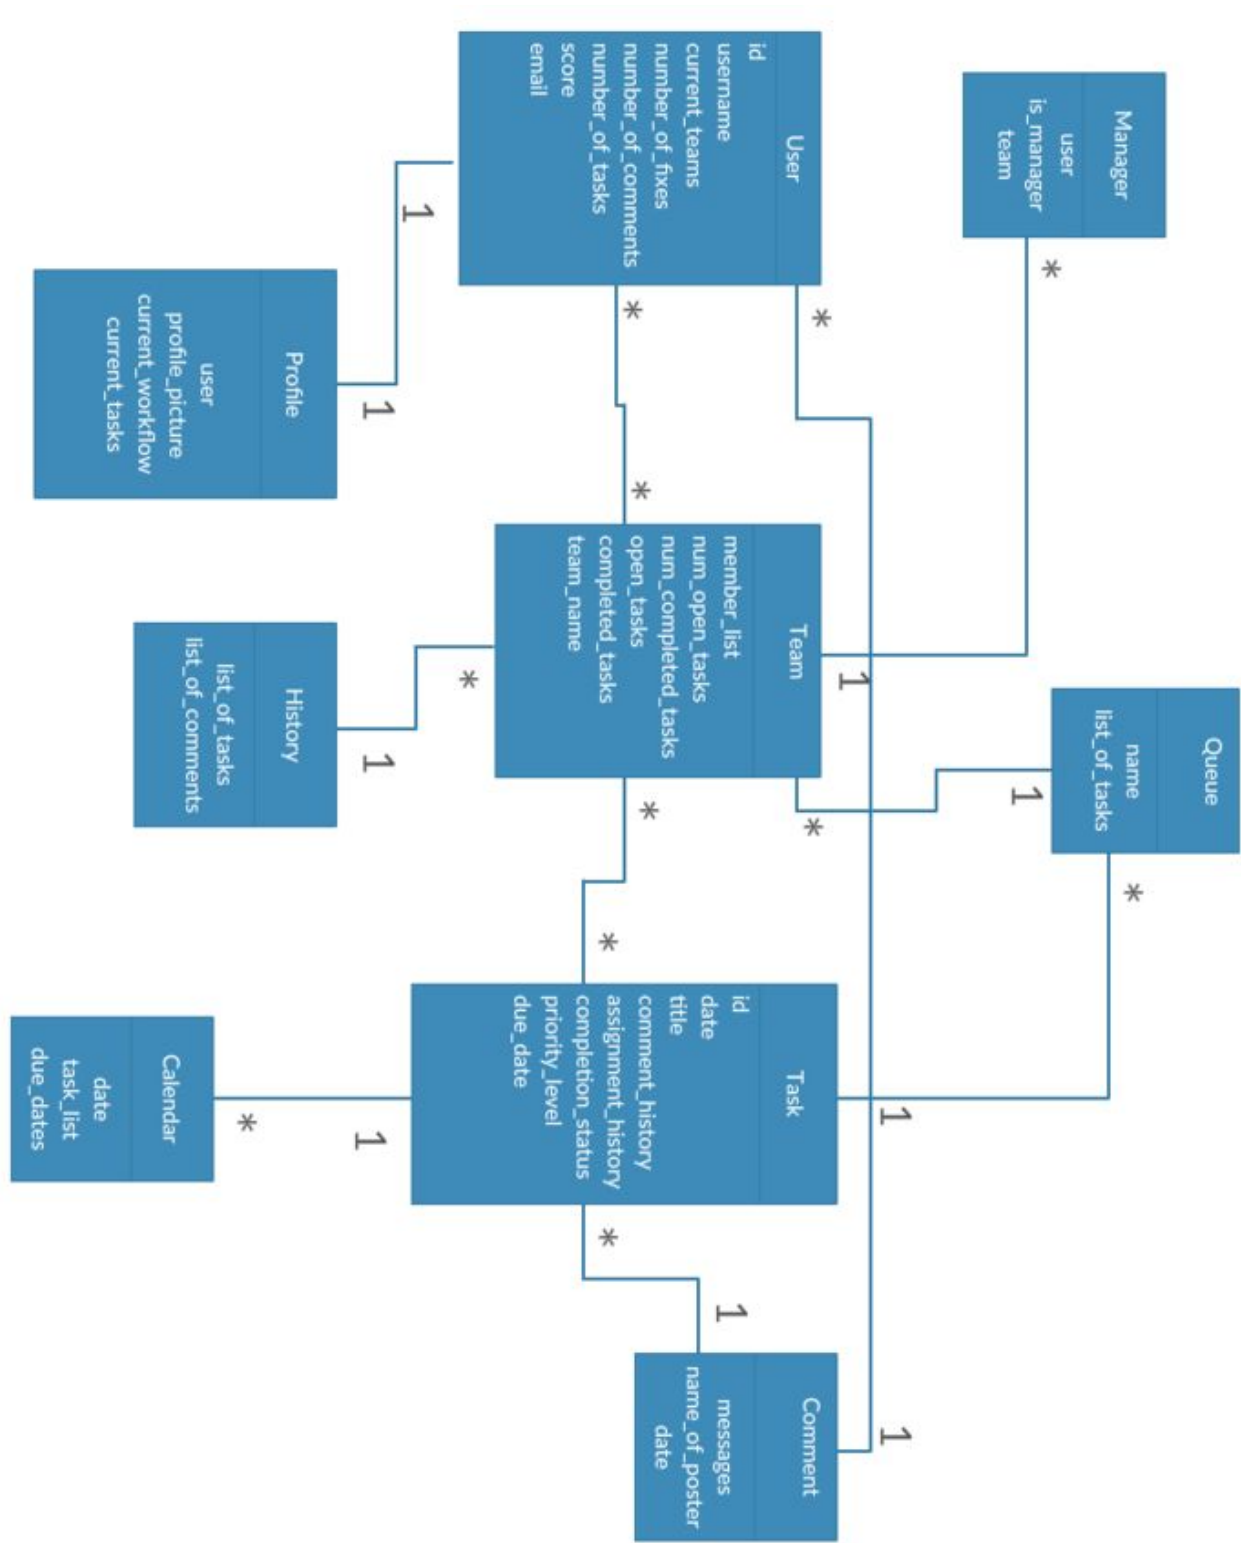 Manager
user
is_manager
team
Queue
name
list_of_tasks
*
1
*
User
id
username
current_teams
number_of_fixes
number_of_comments
number_of_tasks
score
email
*
*
1
*
Team
member_list
num_open_tasks
num_completed_tasks
open_tasks
completed_tasks
team_name
1
*
*
*
*
Task
id
date
title
comment_history
assignment_history
completion_status
priority_level
due_date
1
*
1
1
Comment
messages
name_of_poster
date
1
Profile
user
profile_picture
current_workflow
current_tasks
1
History
list_of_tasks
list_of_comments
1
*
Calendar
date
task_list
due_dates